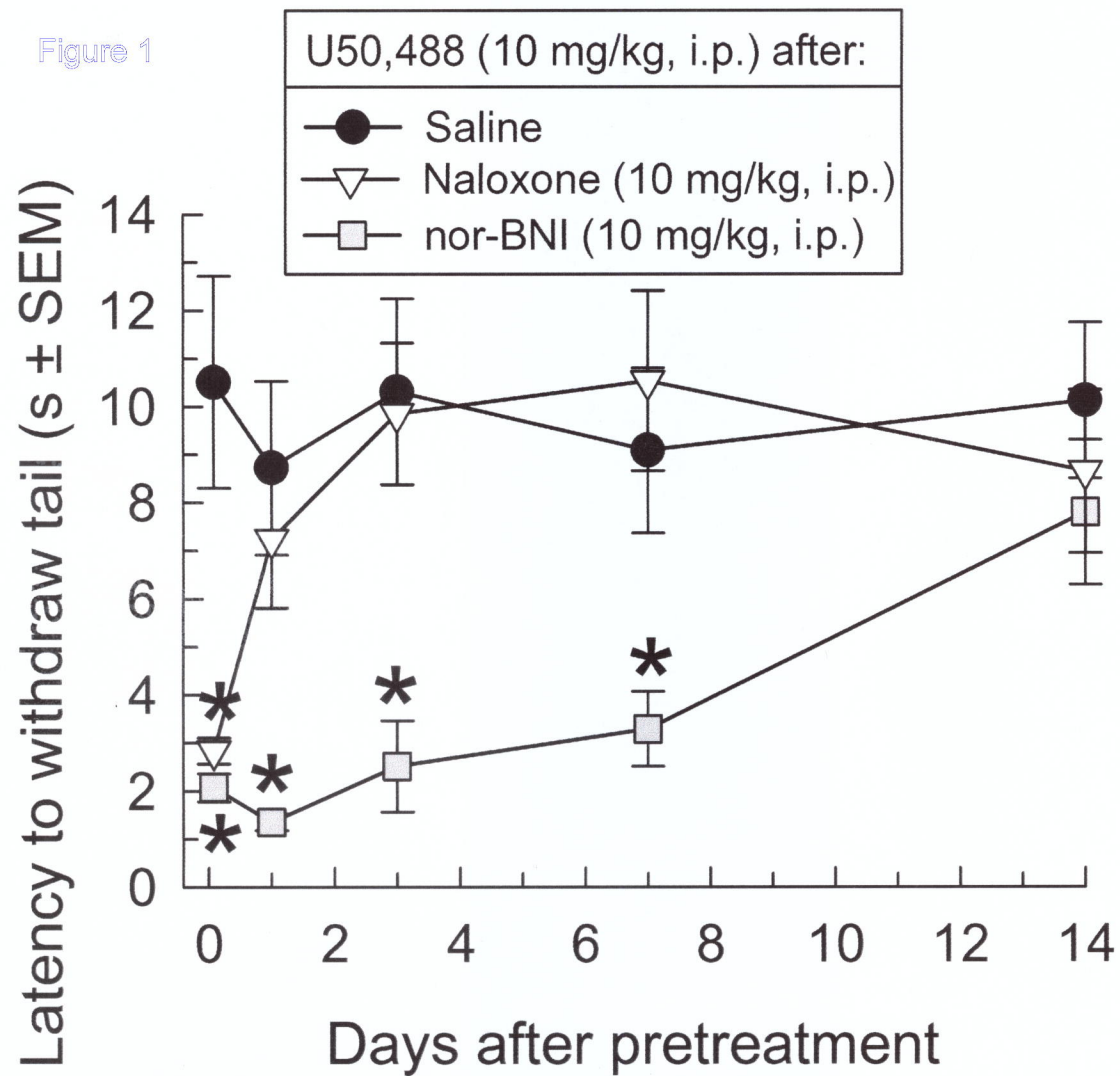 Figure 1
U50,488 (10 mg/kg, i.p.) after:
Saline
Naloxone (10 mg/kg, i.p.)
nor-BNI (10 mg/kg, i.p.)
Latency to withdraw tail (s ± SEM)
14
12
10
8
6
4
2
0
*
*
*
*
*
0 2 4 6 8 10 12 14
Days after pretreatment